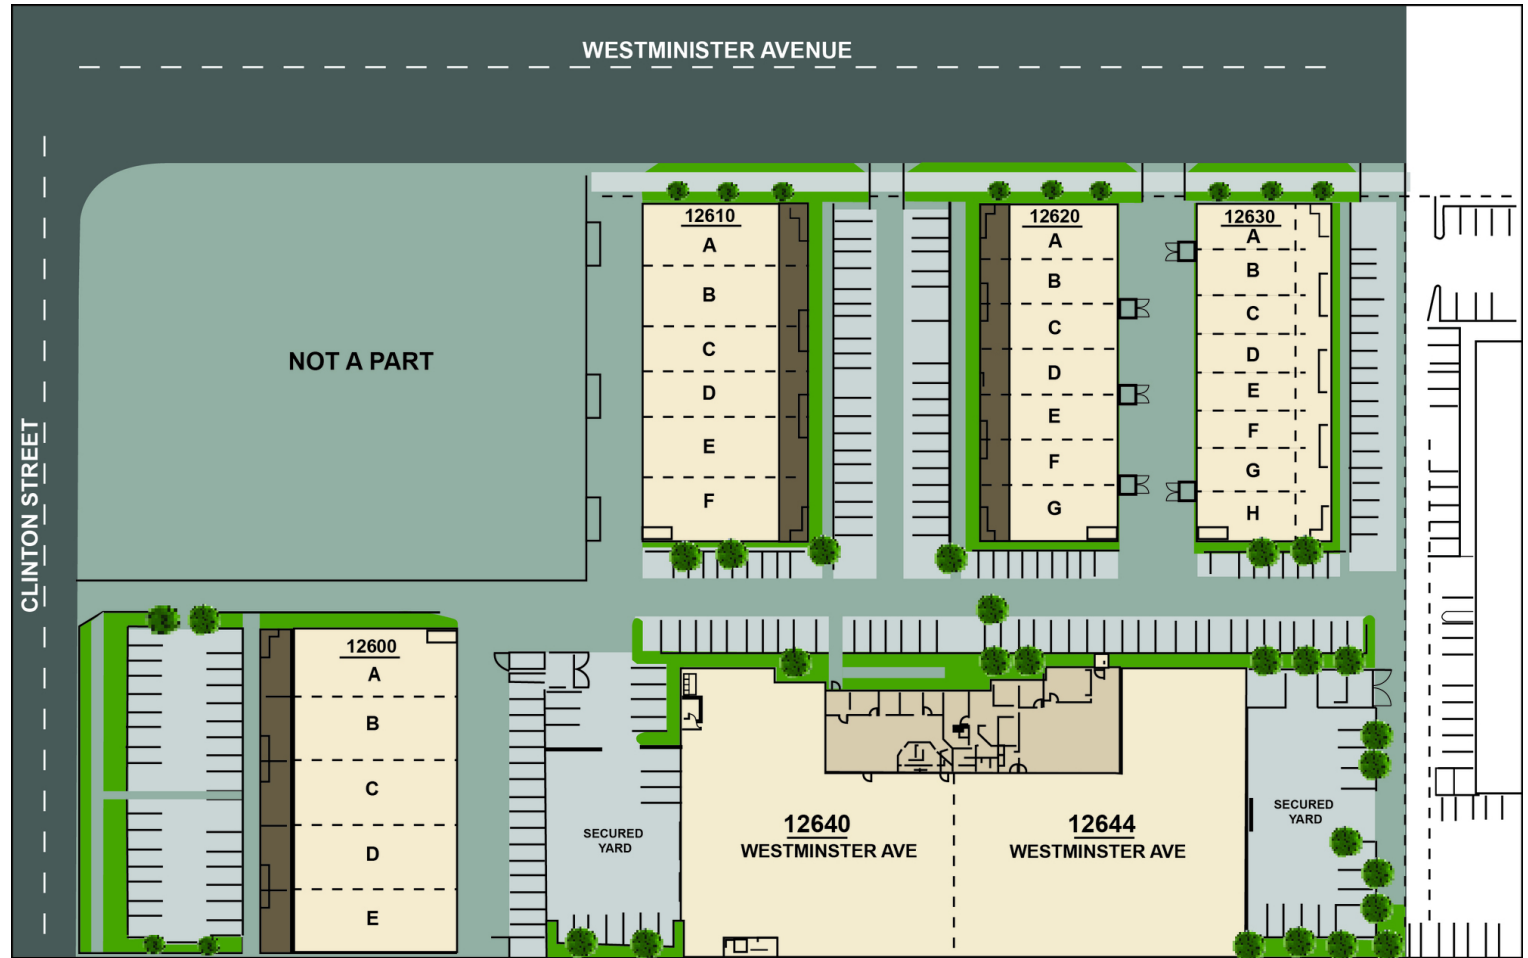 WESTMINISTER AVENUE
CLINTON STREET
NOT A PART
12610
A
B
C
D
E
F
12620
A
B
C
D
E
F
G
12630
A
B
C
D
E
F
G
H
12600
A
B
C
D
E
SECURED
YARD
12640
WESTMINSTER AVE
12644
WESTMINSTER AVE
SECURED
YARD